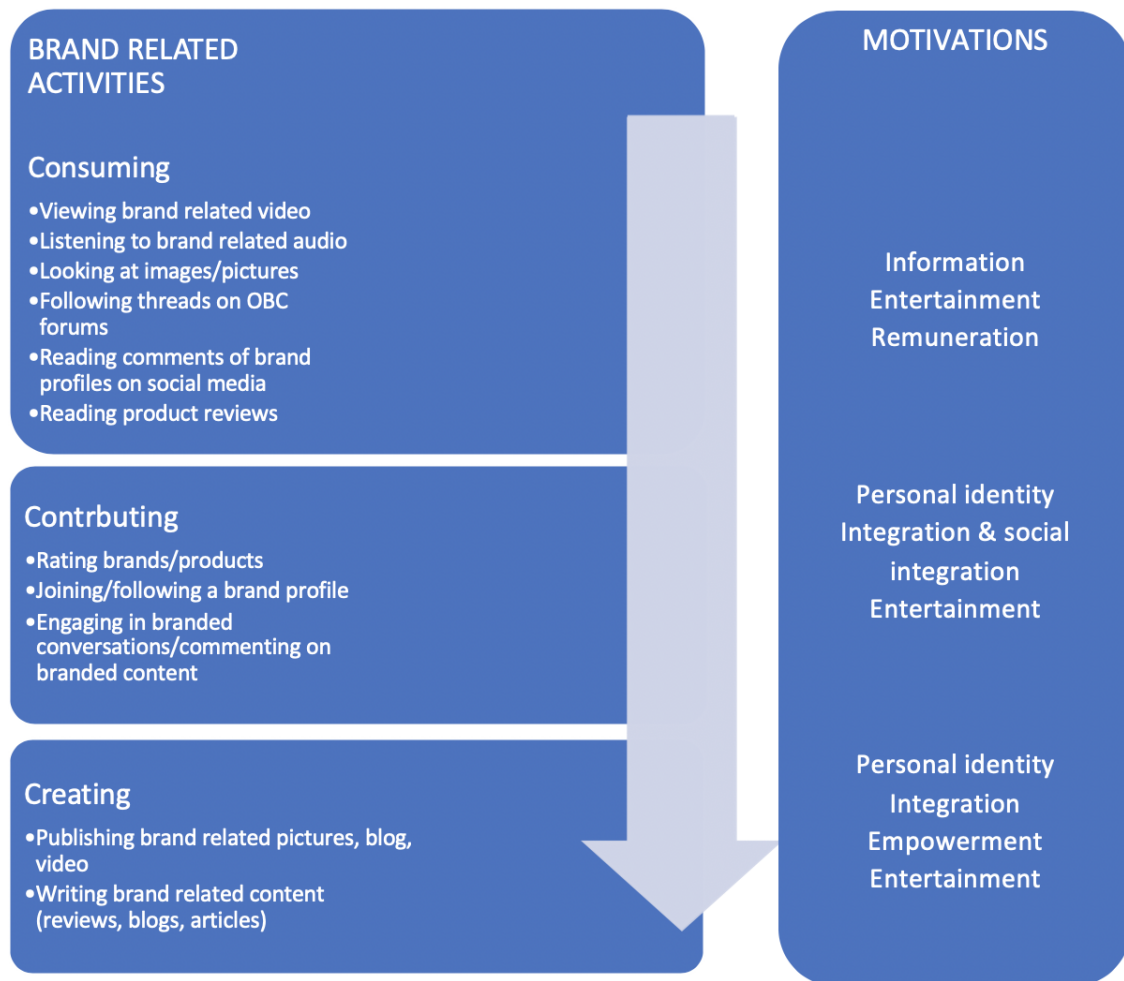 BRAND RELATED
ACTIVITIES
Consuming
•Viewing brand related video
•Listening to brand related audio
•Looking at images/pictures
•Following threads on OBC
forums
•Reading comments of brand
profiles on social media
•Reading product reviews
Contrbuting
•Rating brands/products
•Joining/following a brand profile
•Engaging in branded
conversations/commenting on
branded content
Creating
•Publishing brand related pictures, blog,
video
•Writing brand related content
(reviews, blogs, articles)
MOTIVATIONS
Information
Entertainment
Remuneration
Personal identity
Integration & social
integration
Entertainment
Personal identity
Integration
Empowerment
Entertainment